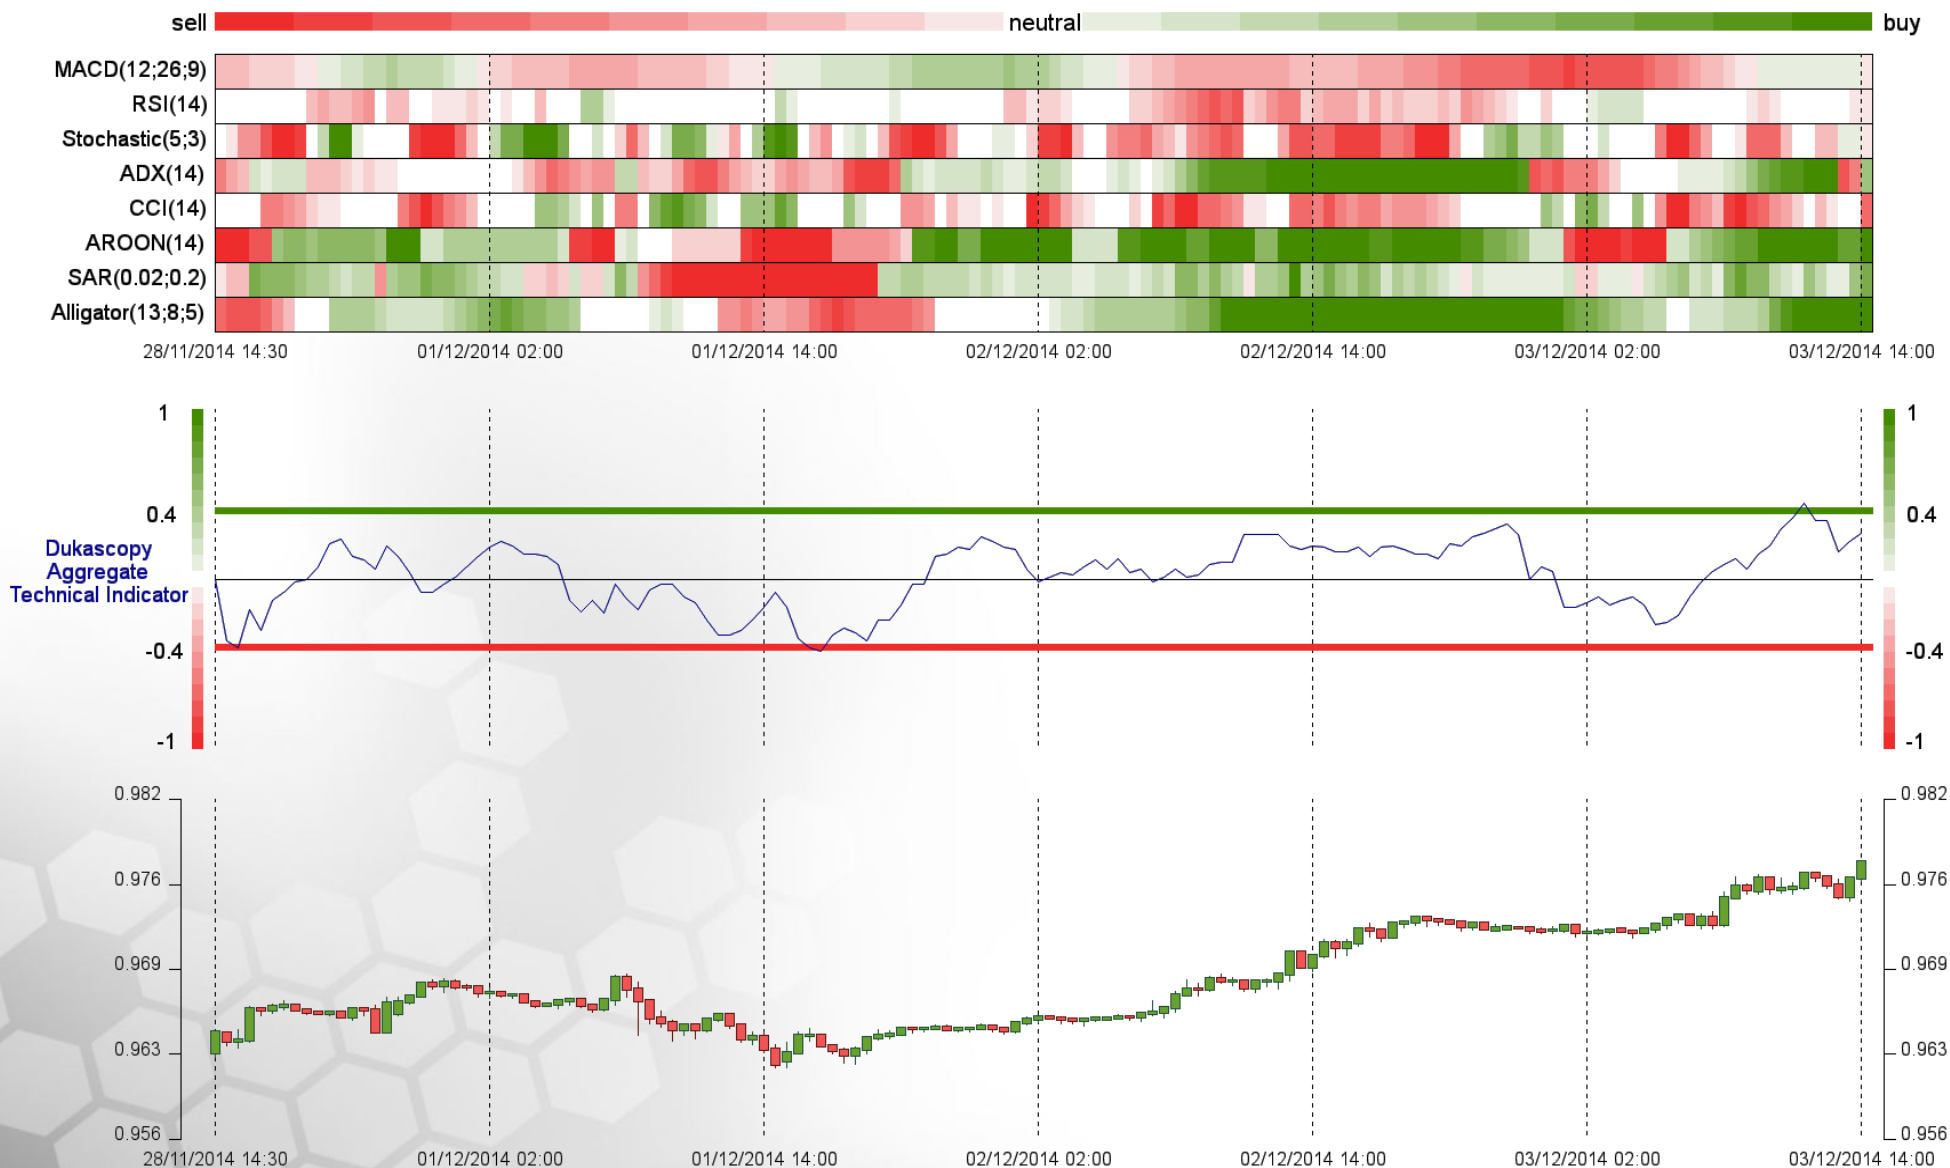 sell neutral buy
MACD(12;26;9)
RSI(14)
Stochastic(5;3)
ADX(14)
CCI(14)
AROON(14)
SAR(0.02;0.2)
Alligator(13;8;5)
28/11/2014 14:30 01/12/2014 02:00 01/12/2014 14:00 02/12/2014 02:00 02/12/2014 14:00 03/12/2014 02:00 03/12/2014 14:00
1 1
0.4 0.4
Dukascopy
Aggregate
Technical Indicator
-0.4 -0.4
-1 -1
0.982 0.982
0.976 0.976
0.969 0.969
0.963 0.963
0.956 0.956
28/11/2014 14:30 01/12/2014 02:00 01/12/2014 14:00 02/12/2014 02:00 02/12/2014 14:00 03/12/2014 02:00 03/12/2014 14:00